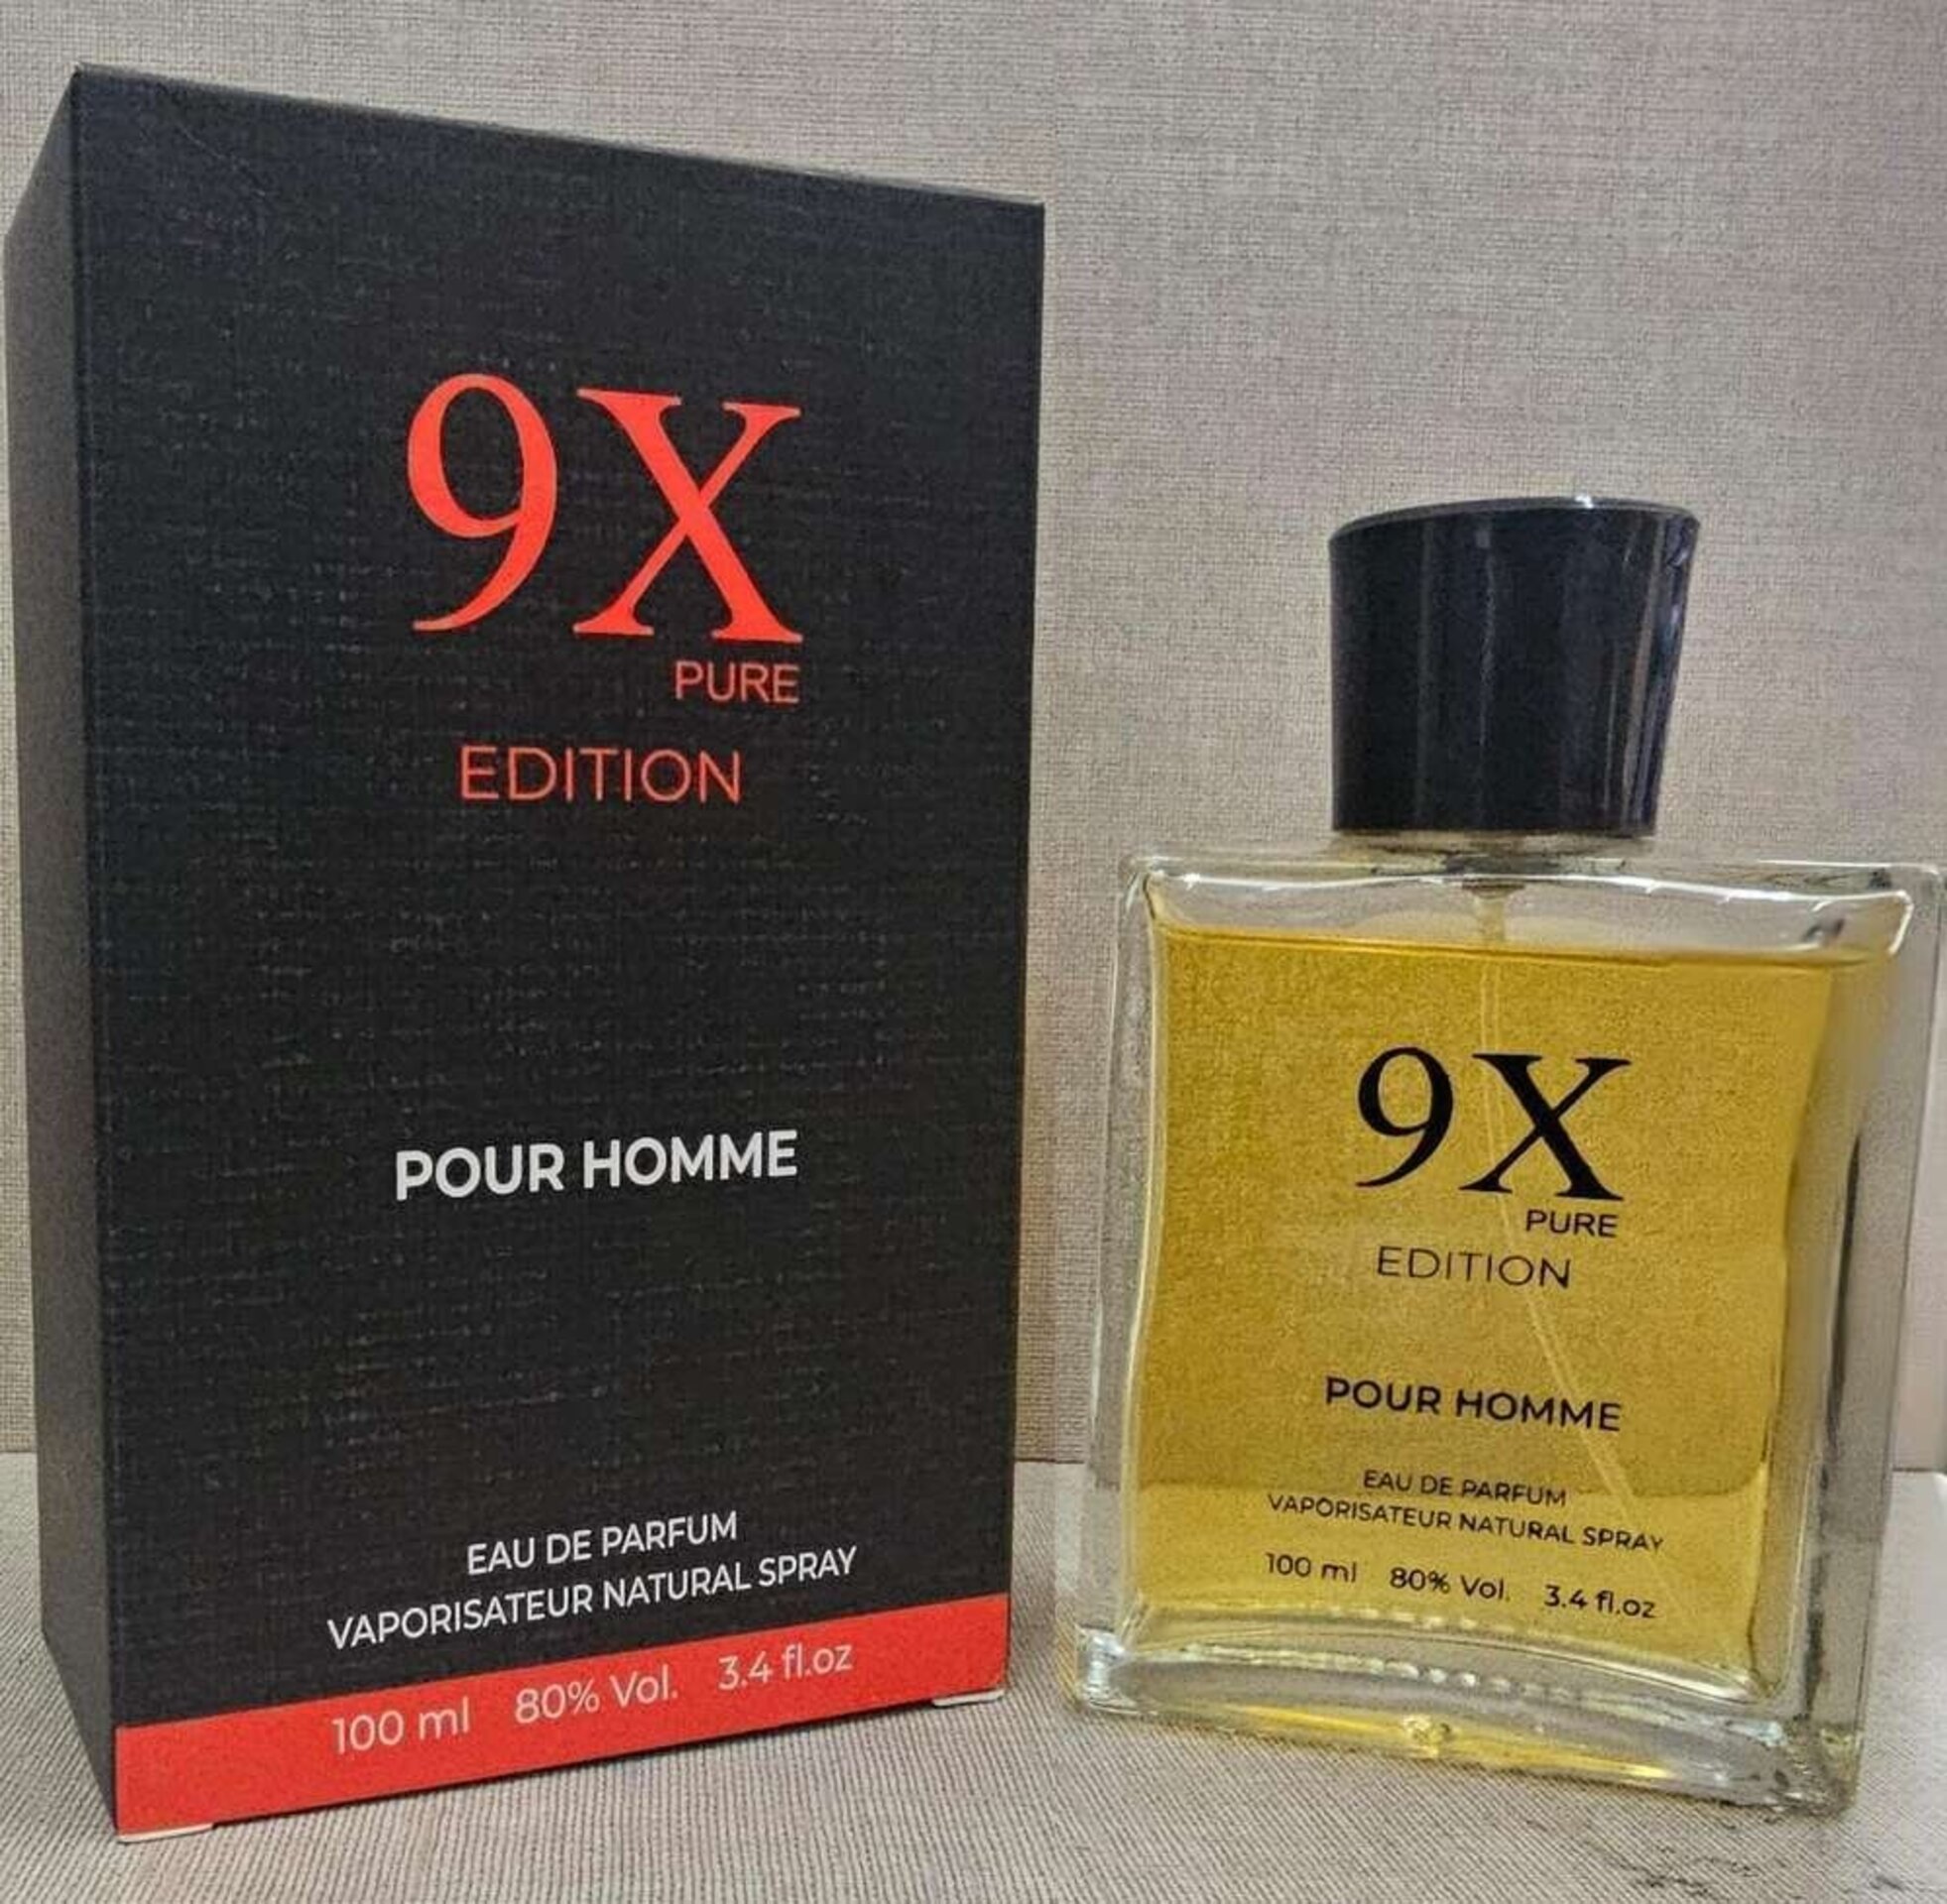 9X
PURE
EDITION
POUR HOMME
EAU DE PARFUM
VAPORISATEUR NATURAL SPRAY
100 ml 80% Vol. 3.4 fl.oz
9X
PURE
EDITION
POUR HOMME
EAU DE PARFUM
VAPORISATEUR NATURAL SPRAY
100 ml 80% Vol. 3.4 fl.oz